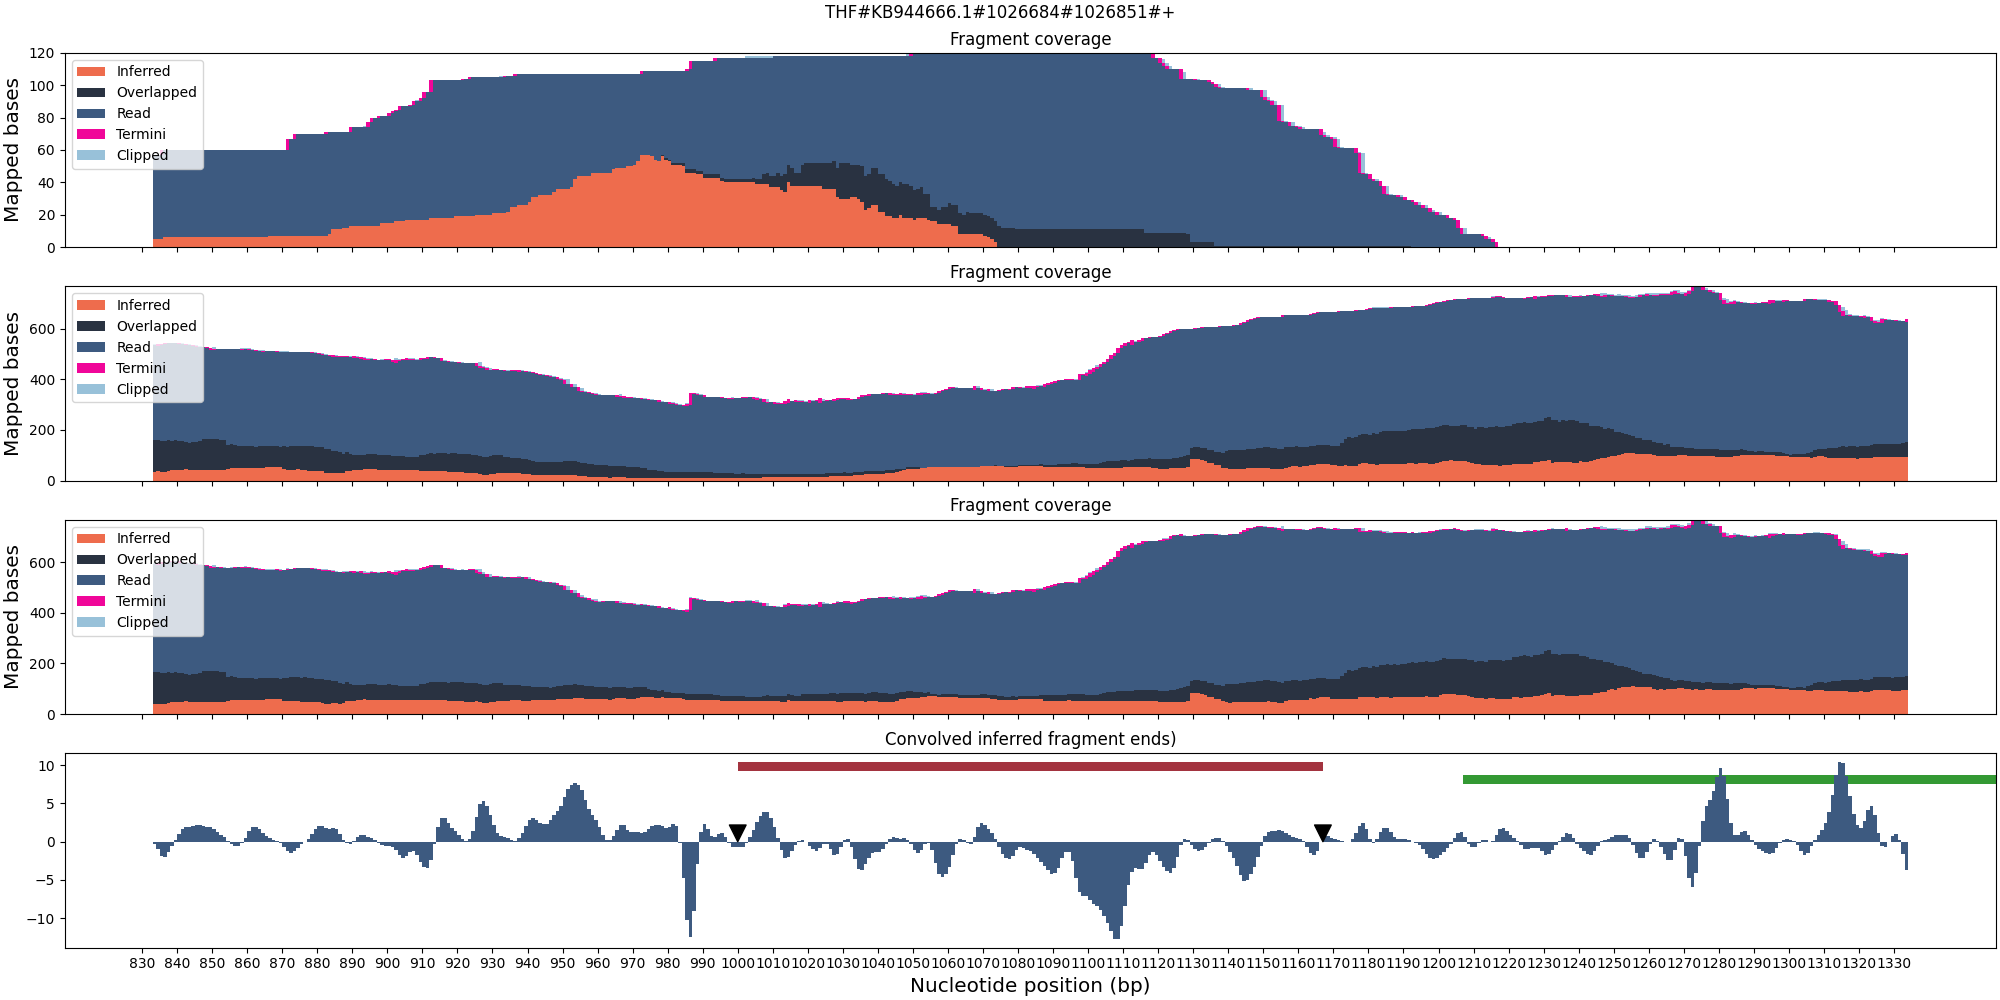 THF#KB944666.1#1026684#1026851#+
Fragment coverage
Mapped bases
120
100
80
60
40
20
0
Inferred
Overlapped
Read
Termini
Clipped
Fragment coverage
Mapped bases
600
400
200
0
Inferred
Overlapped
Read
Termini
Clipped
Fragment coverage
Mapped bases
600
400
200
0
Inferred
Overlapped
Read
Termini
Clipped
Convolved inferred fragment ends)
10
5
0
−5
−10
830 840 850 860 870 880 890 900 910 920 930 940 950 960 970 980 990 1000 1010 1020 1030 1040 1050 1060 1070 1080 1090 1100 1110 1120 1130 1140 1150 1160 1170 1180 1190 1200 1210 1220 1230 1240 1250 1260 1270 1280 1290 1300 1310 1320 1330
Nucleotide position (bp)